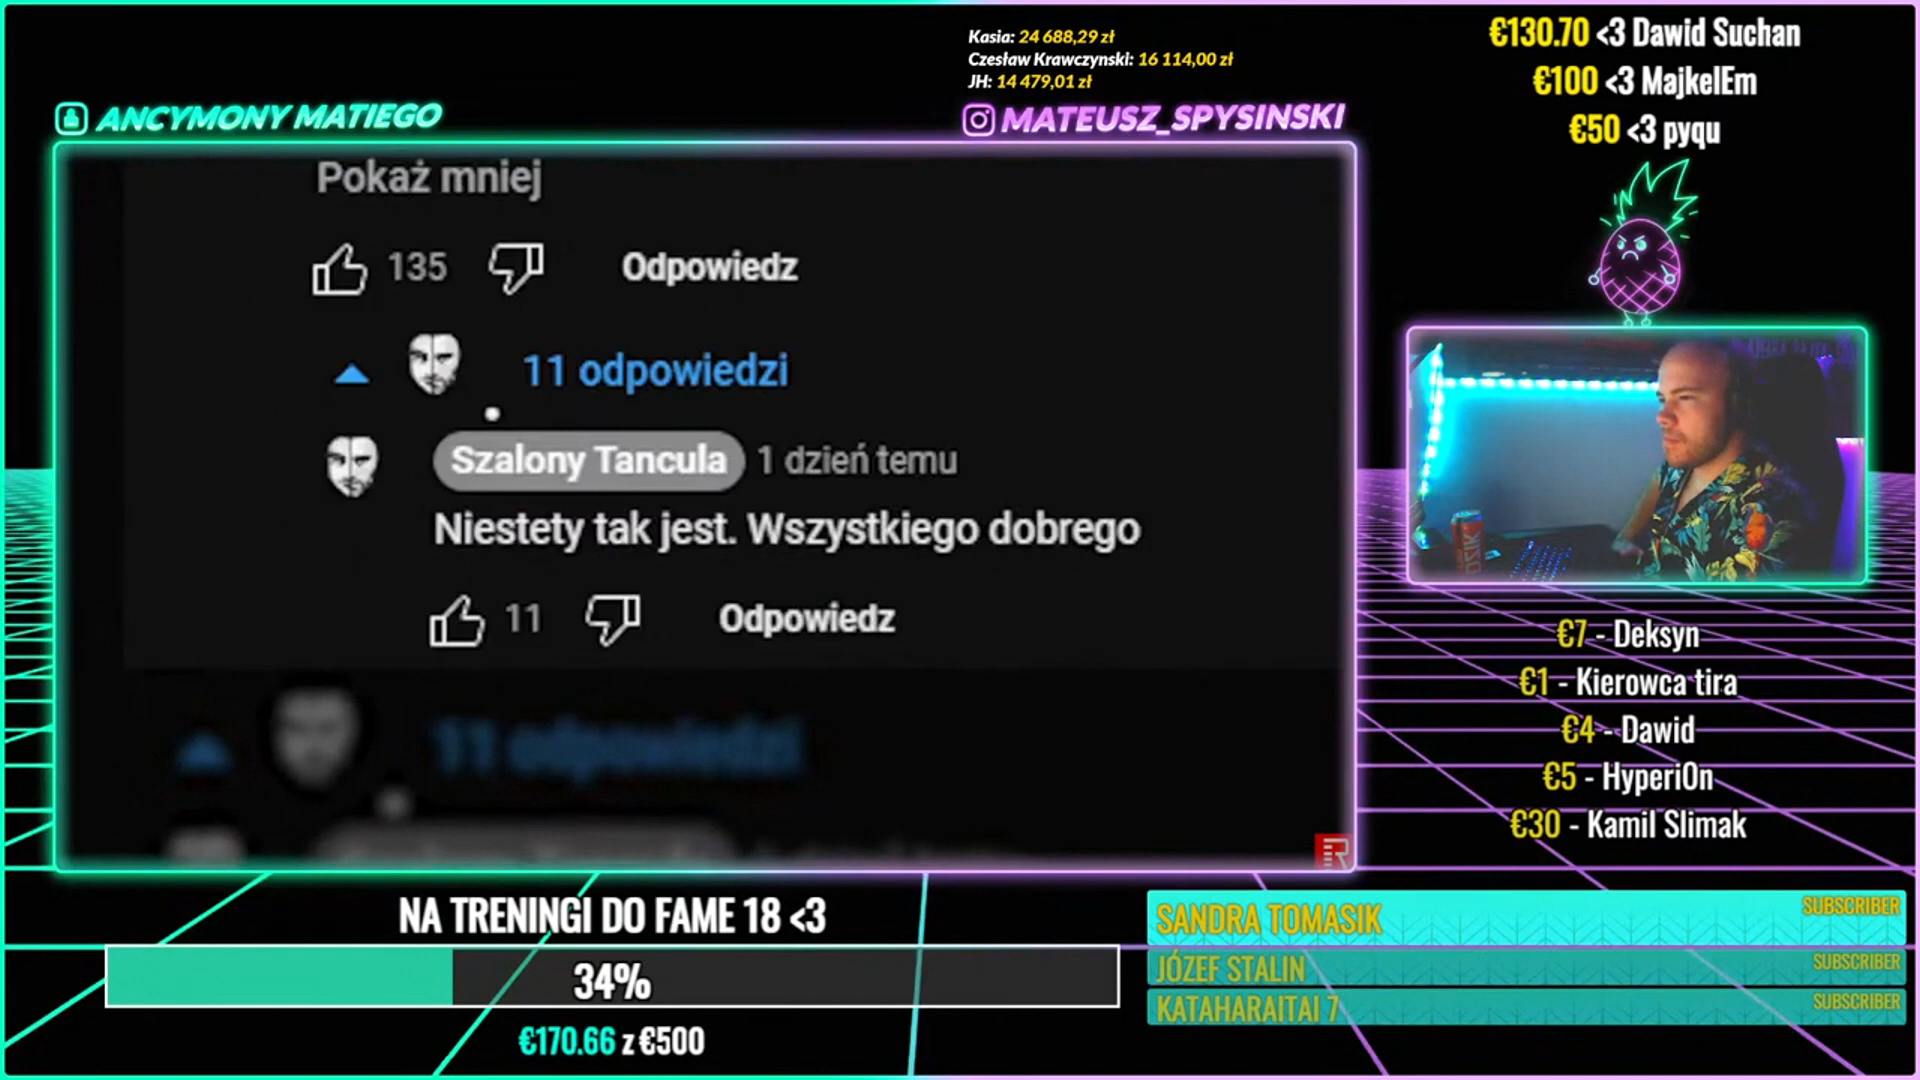 Kasia: 24 688,29 zł
Czesław Krawczynski: 16 114,00 zł
JH: 14 479,01 zł
€130.70 <3 Dawid Suchan
€100 <3 MajkelEm
€50 <3 pyqu
ANCYMONY MATIEGO
MATEUSZ_SPYSINSKI
Pokaż mniej
135 Odpowiedz
11 odpowiedzi
Szalony Tancula 1 dzień temu
Niestety tak jest. Wszystkiego dobrego
11 Odpowiedz
11 odpowiedzi
€7 - Deksyn
€1 - Kierowca tira
€4 - Dawid
€5 - Hyperi0n
€30 - Kamil Slimak
NA TRENINGI DO FAME 18 <3
34%
€170.66 z €500
SANDRA TOMASIK SUBSCRIBER
JÓZEF STALIN SUBSCRIBER
KATAHARAITAI 7 SUBSCRIBER